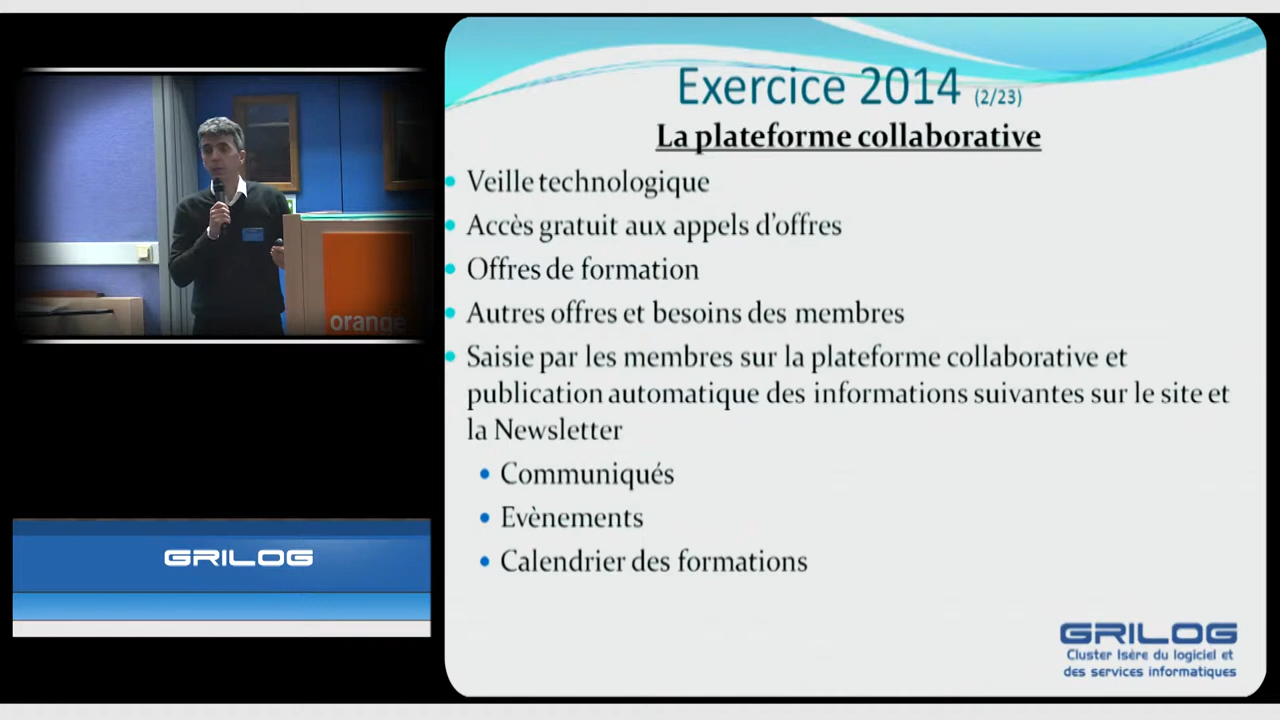 Exercice 2014 (2/23)
La plateforme collaborative
Veille technologique
Accès gratuit aux appels d'offres
Offres de formation
Autres offres et besoins des membres
Saisie par les membres sur la plateforme collaborative et
publication automatique des informations suivantes sur le site et
la Newsletter
Communiqués
Evènements
Calendrier des formations
GRILOG
Cluster Isère du logiciel et
des services informatiques
orange
GRILOG